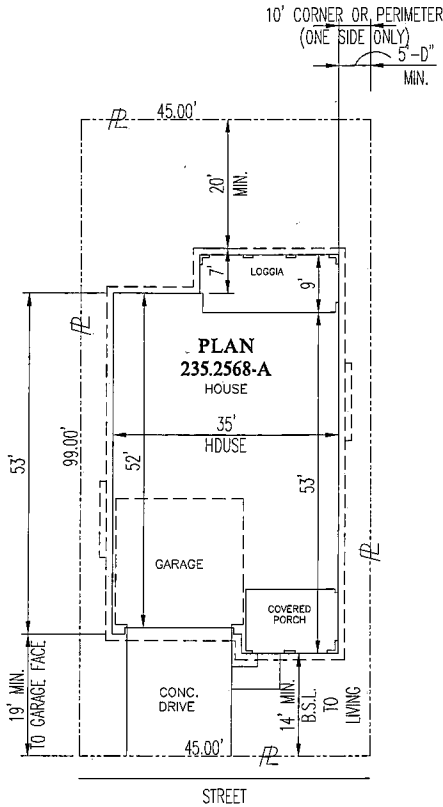 10' CORNER OR PERIMETER
(ONE SIDE ONLY)
5'-D"
MIN.
PL
45.00'
20'
MIN.
LOGGIA
7'
9'
PL
PLAN
235.2568-A
HOUSE
35'
HDUSE
53'
99.00'
52'
53'
GARAGE
PL
COVERED
PORCH
19' MIN.
TO GARAGE FACE
CONC.
DRIVE
14' MIN.
B.S.L.
TO
LIVING
45.00'
PL
STREET